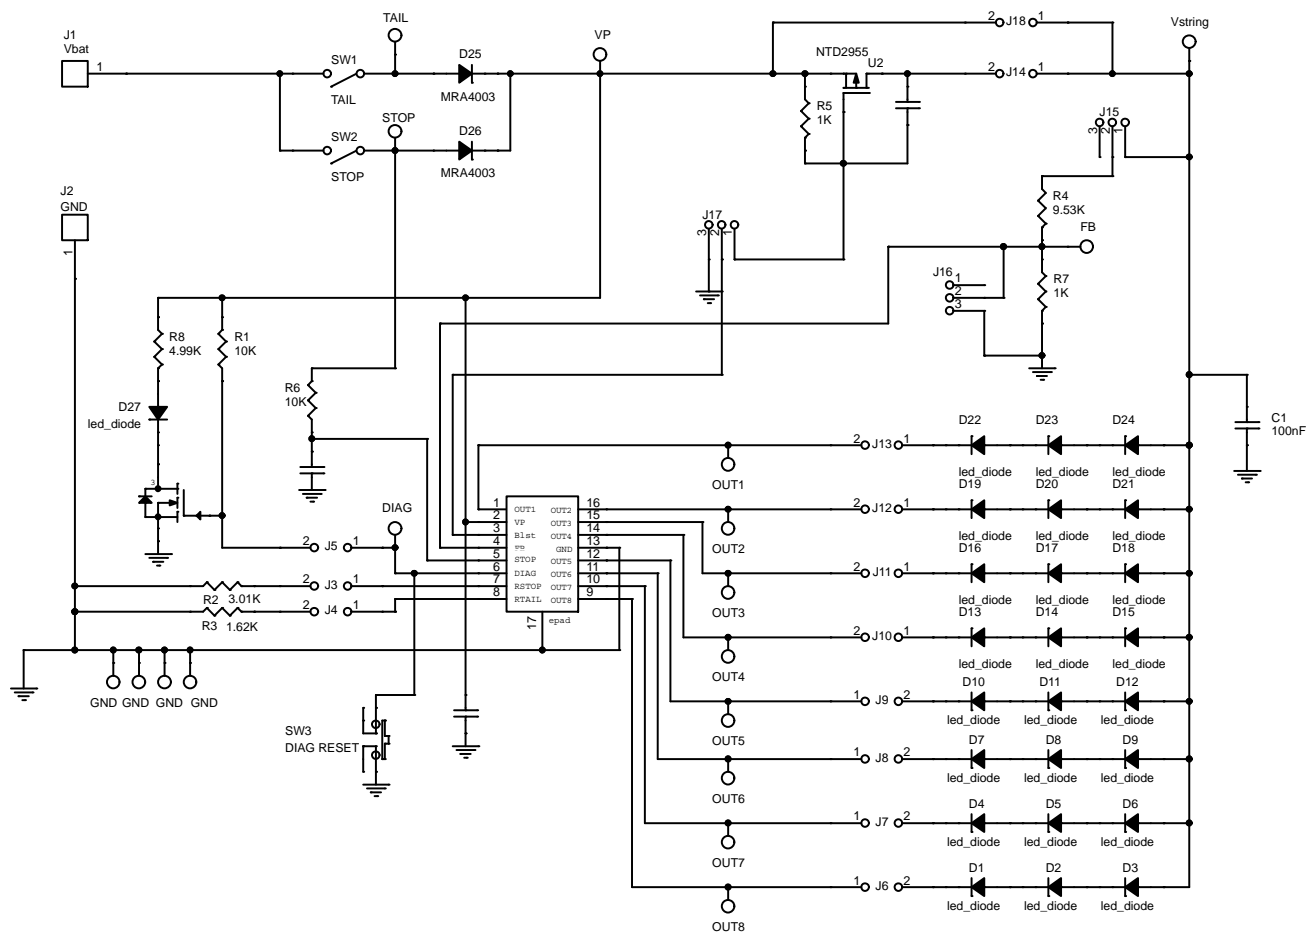 TAIL
J1
Vbat
1
SW1
TAIL
D25
MRA4003
VP
NTD2955
U2
R5
1K
2 J18 1
2 J14 1
Vstring
STOP
SW2
STOP
D26
MRA4003
J15
3
2
1
J2
GND
1
R4
9.53K
FB
J17
3
2
1
J16
1
2
3
R7
1K
R8
4.99K
R1
10K
R6
10K
D27
led_diode
3
C1
100nF
DIAG
2 J5 1
2 J3 1
2 J4 1
R2 3.01K
R3 1.62K
1 OUT1
2 VP
3 Blst
4 FB
5 STOP
6 DIAG
7 RSTOP
8 RTAIL
OUT2 16
OUT3 15
OUT4 14
GND 13
OUT5 12
OUT6 11
OUT7 10
OUT8 9
17 epad
GND GND GND GND
SW3
DIAG RESET
OUT1
2 J13 1
D22 D23 D24
led_diode led_diode led_diode
OUT2
2 J12 1
D19 D20 D21
led_diode led_diode led_diode
OUT3
2 J11 1
D16 D17 D18
led_diode led_diode led_diode
OUT4
2 J10 1
D13 D14 D15
led_diode led_diode led_diode
OUT5
1 J9 2
D10 D11 D12
led_diode led_diode led_diode
OUT6
1 J8 2
D7 D8 D9
led_diode led_diode led_diode
OUT7
1 J7 2
D4 D5 D6
led_diode led_diode led_diode
OUT8
1 J6 2
D1 D2 D3
led_diode led_diode led_diode